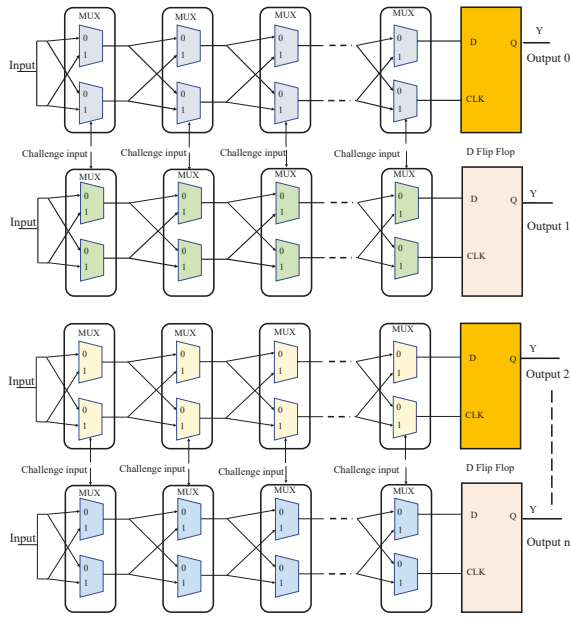 MUX MUX MUX MUX
0 0 0 0
1 1 1 1
D Q Y
Input
Output 0
0 0 0 0
1 1 1 1
CLK
Challenge input Challenge input Challenge input Challenge input
D Flip Flop
MUX MUX MUX MUX
0 0 0 0
1 1 1 1
D Q Y
Input
Output 1
0 0 0 0
1 1 1 1
CLK
MUX MUX MUX MUX
0 0 0 0
1 1 1 1
D Q Y
Input
Output 2
0 0 0 0
1 1 1 1
CLK
Challenge input Challenge input Challenge input Challenge input
D Flip Flop
MUX MUX MUX MUX
0 0 0 0
1 1 1 1
D Q Y
Input
Output n
0 0 0 0
1 1 1 1
CLK